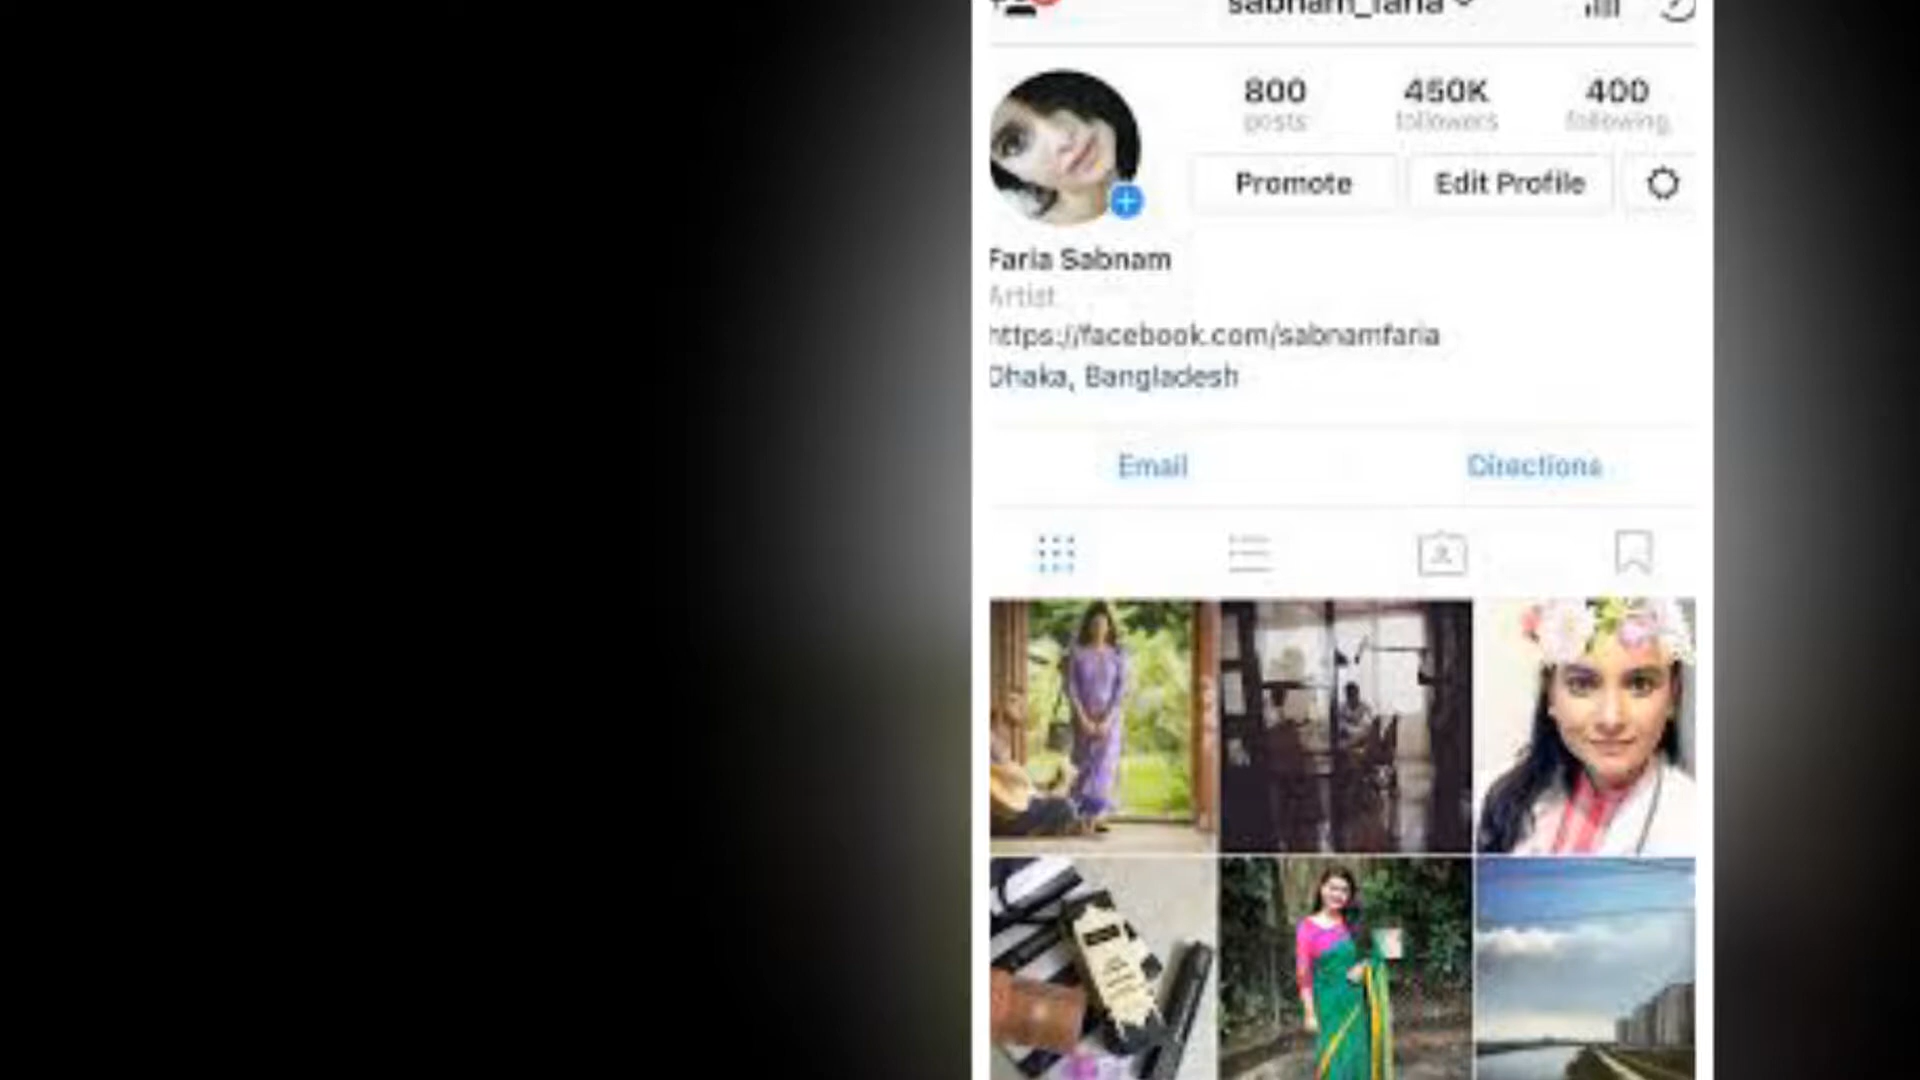 sabnam_faria
800 450K 400
posts followers following
Promote Edit Profile
Faria Sabnam
Artist
https://facebook.com/sabnamfaria
Dhaka, Bangladesh
Email Directions